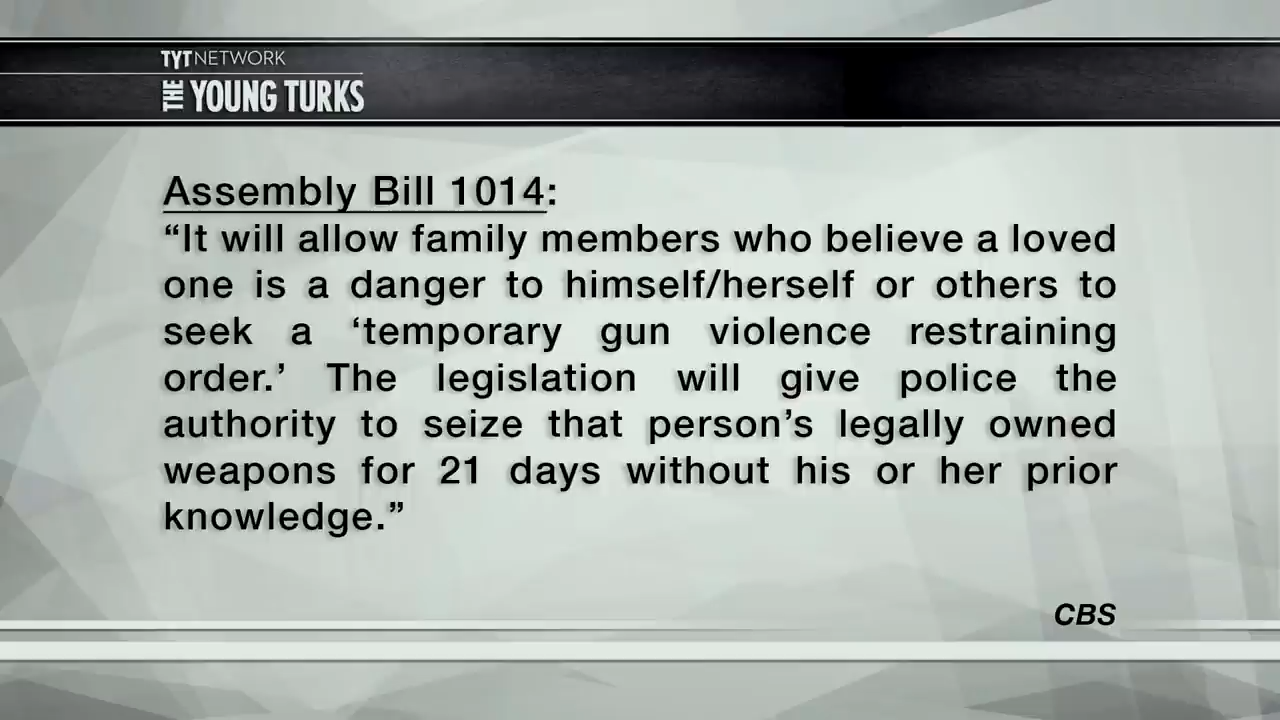 TYTNETWORK
THE YOUNG TURKS
Assembly Bill 1014:
“It will allow family members who believe a loved
one is a danger to himself/herself or others to
seek a ‘temporary gun violence restraining
order.’ The legislation will give police the
authority to seize that person’s legally owned
weapons for 21 days without his or her prior
knowledge.”
CBS